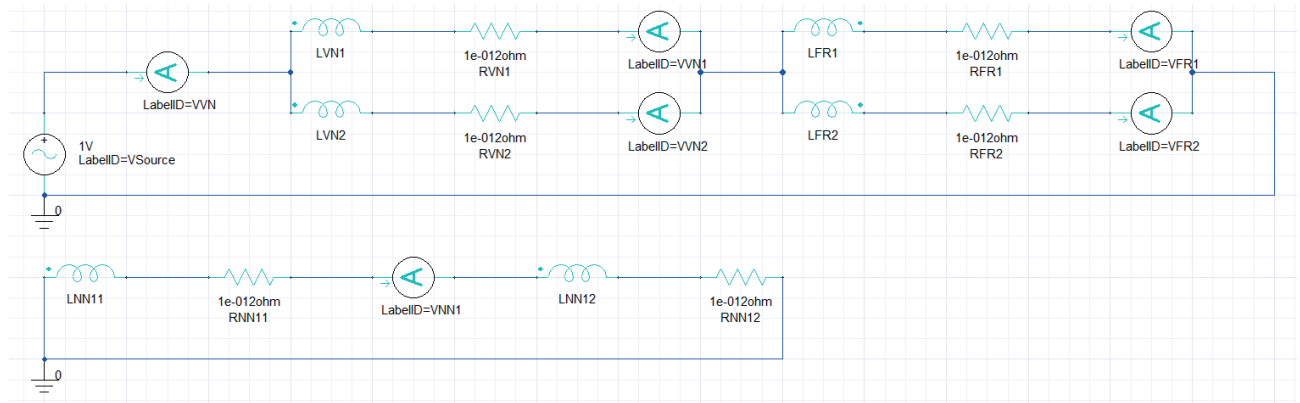 LVN1
1e-012ohm
RVN1
LabelID=VVN1
LFR1
1e-012ohm
RFR1
LabelID=VFR1
A
A
A
LabelID=VVN
LVN2
1e-012ohm
RVN2
A
LabelID=VVN2
LFR2
1e-012ohm
RFR2
A
LabelID=VFR2
+
1V
LabelID=VSource
0
LNN11
1e-012ohm
RNN11
A
LabelID=VNN1
LNN12
1e-012ohm
RNN12
0